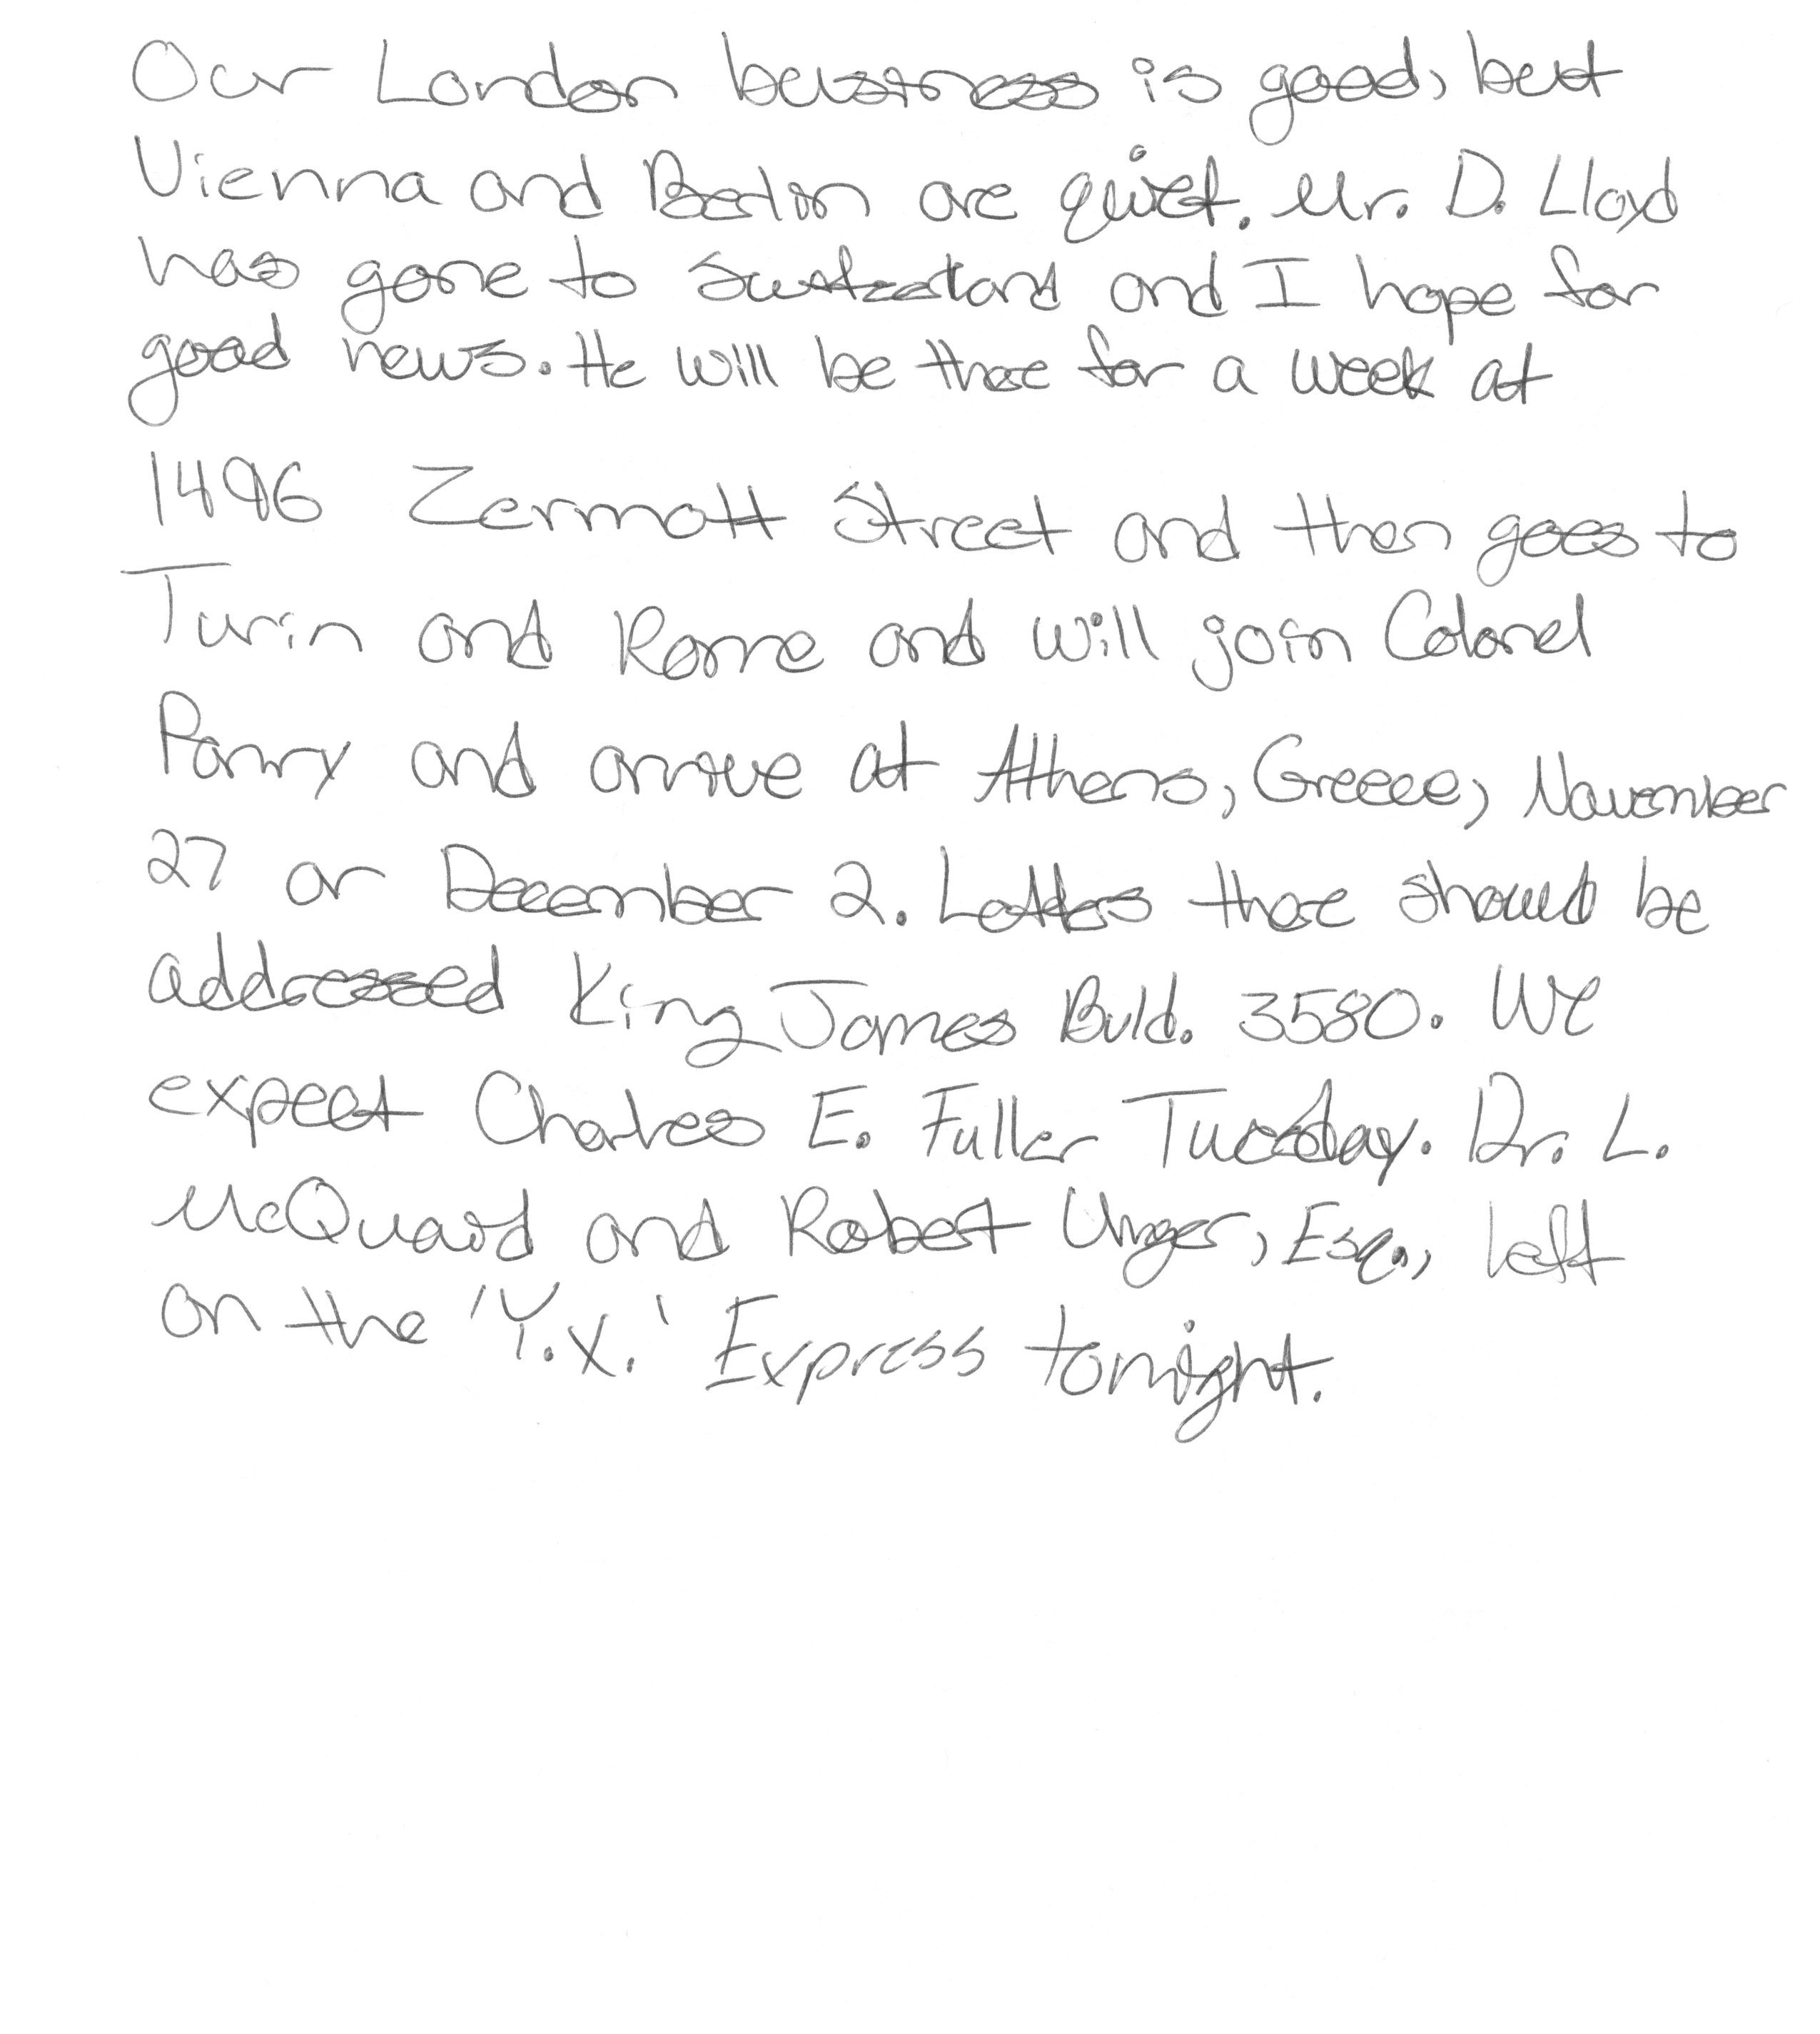 Our London business is good, but
Vienna and Berlin are quiet. Mr. D. Lloyd
has gone to Switzerland and I hope for
good news. He will be there for a week at
1496 Zermott Street and then goes to
Turin and Rome and will join Colonel
Parry and arrive at Athens, Greece, November
27 or December 2. Letters there should be
addressed King James Bvld. 3580. We
expect Charles E. Fuller Tuesday. Dr. L.
McQuaid and Robert Unger, Esq., left
on the 'Y.X.' Express tonight.